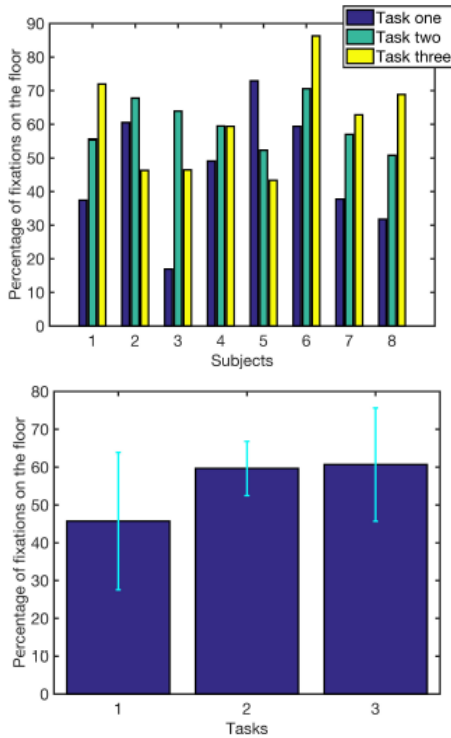 Task one
Task two
Task three
Percentage of fixations on the floor
90
80
70
60
50
40
30
20
10
0
1 2 3 4 5 6 7 8
Subjects
Percentage of fixations on the floor
80
70
60
50
40
30
20
10
0
1 2 3
Tasks